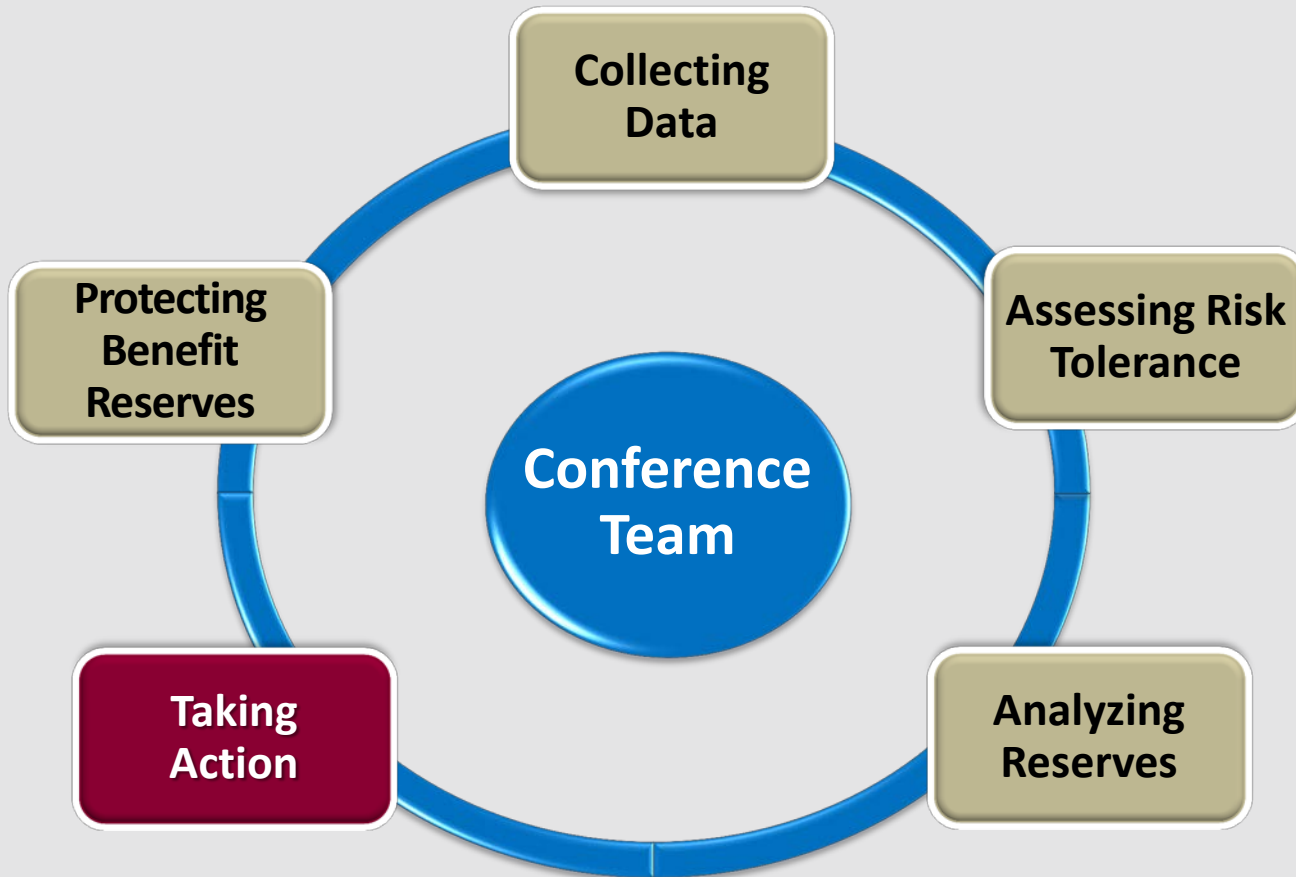 Collecting
Data
Assessing Risk
Tolerance
Analyzing
Reserves
Taking
Action
Protecting
Benefit
Reserves
Conference
Team